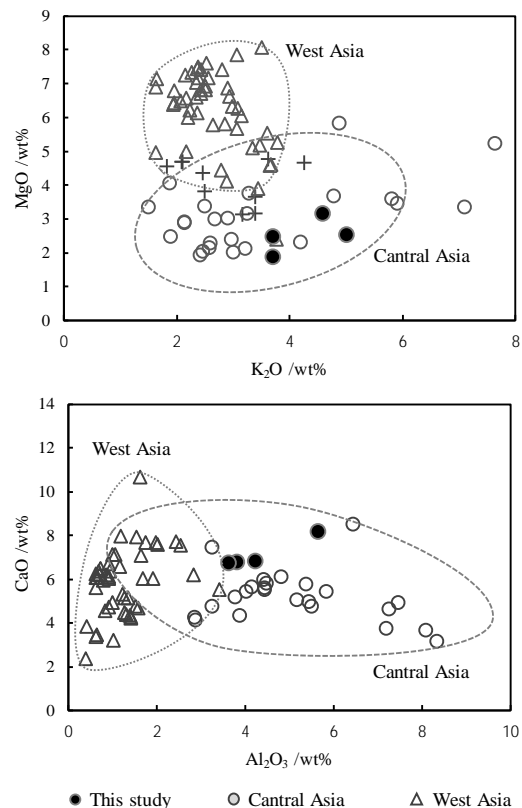 9
8
7
6
5
4
3
2
1
0
MgO /wt%
West Asia
Cantral Asia
0 2 4 6 8
K₂O /wt%
14
12
10
8
6
4
2
0
CaO /wt%
West Asia
Cantral Asia
0 2 4 6 8 10
Al₂O₃ /wt%
This study Cantral Asia West Asia